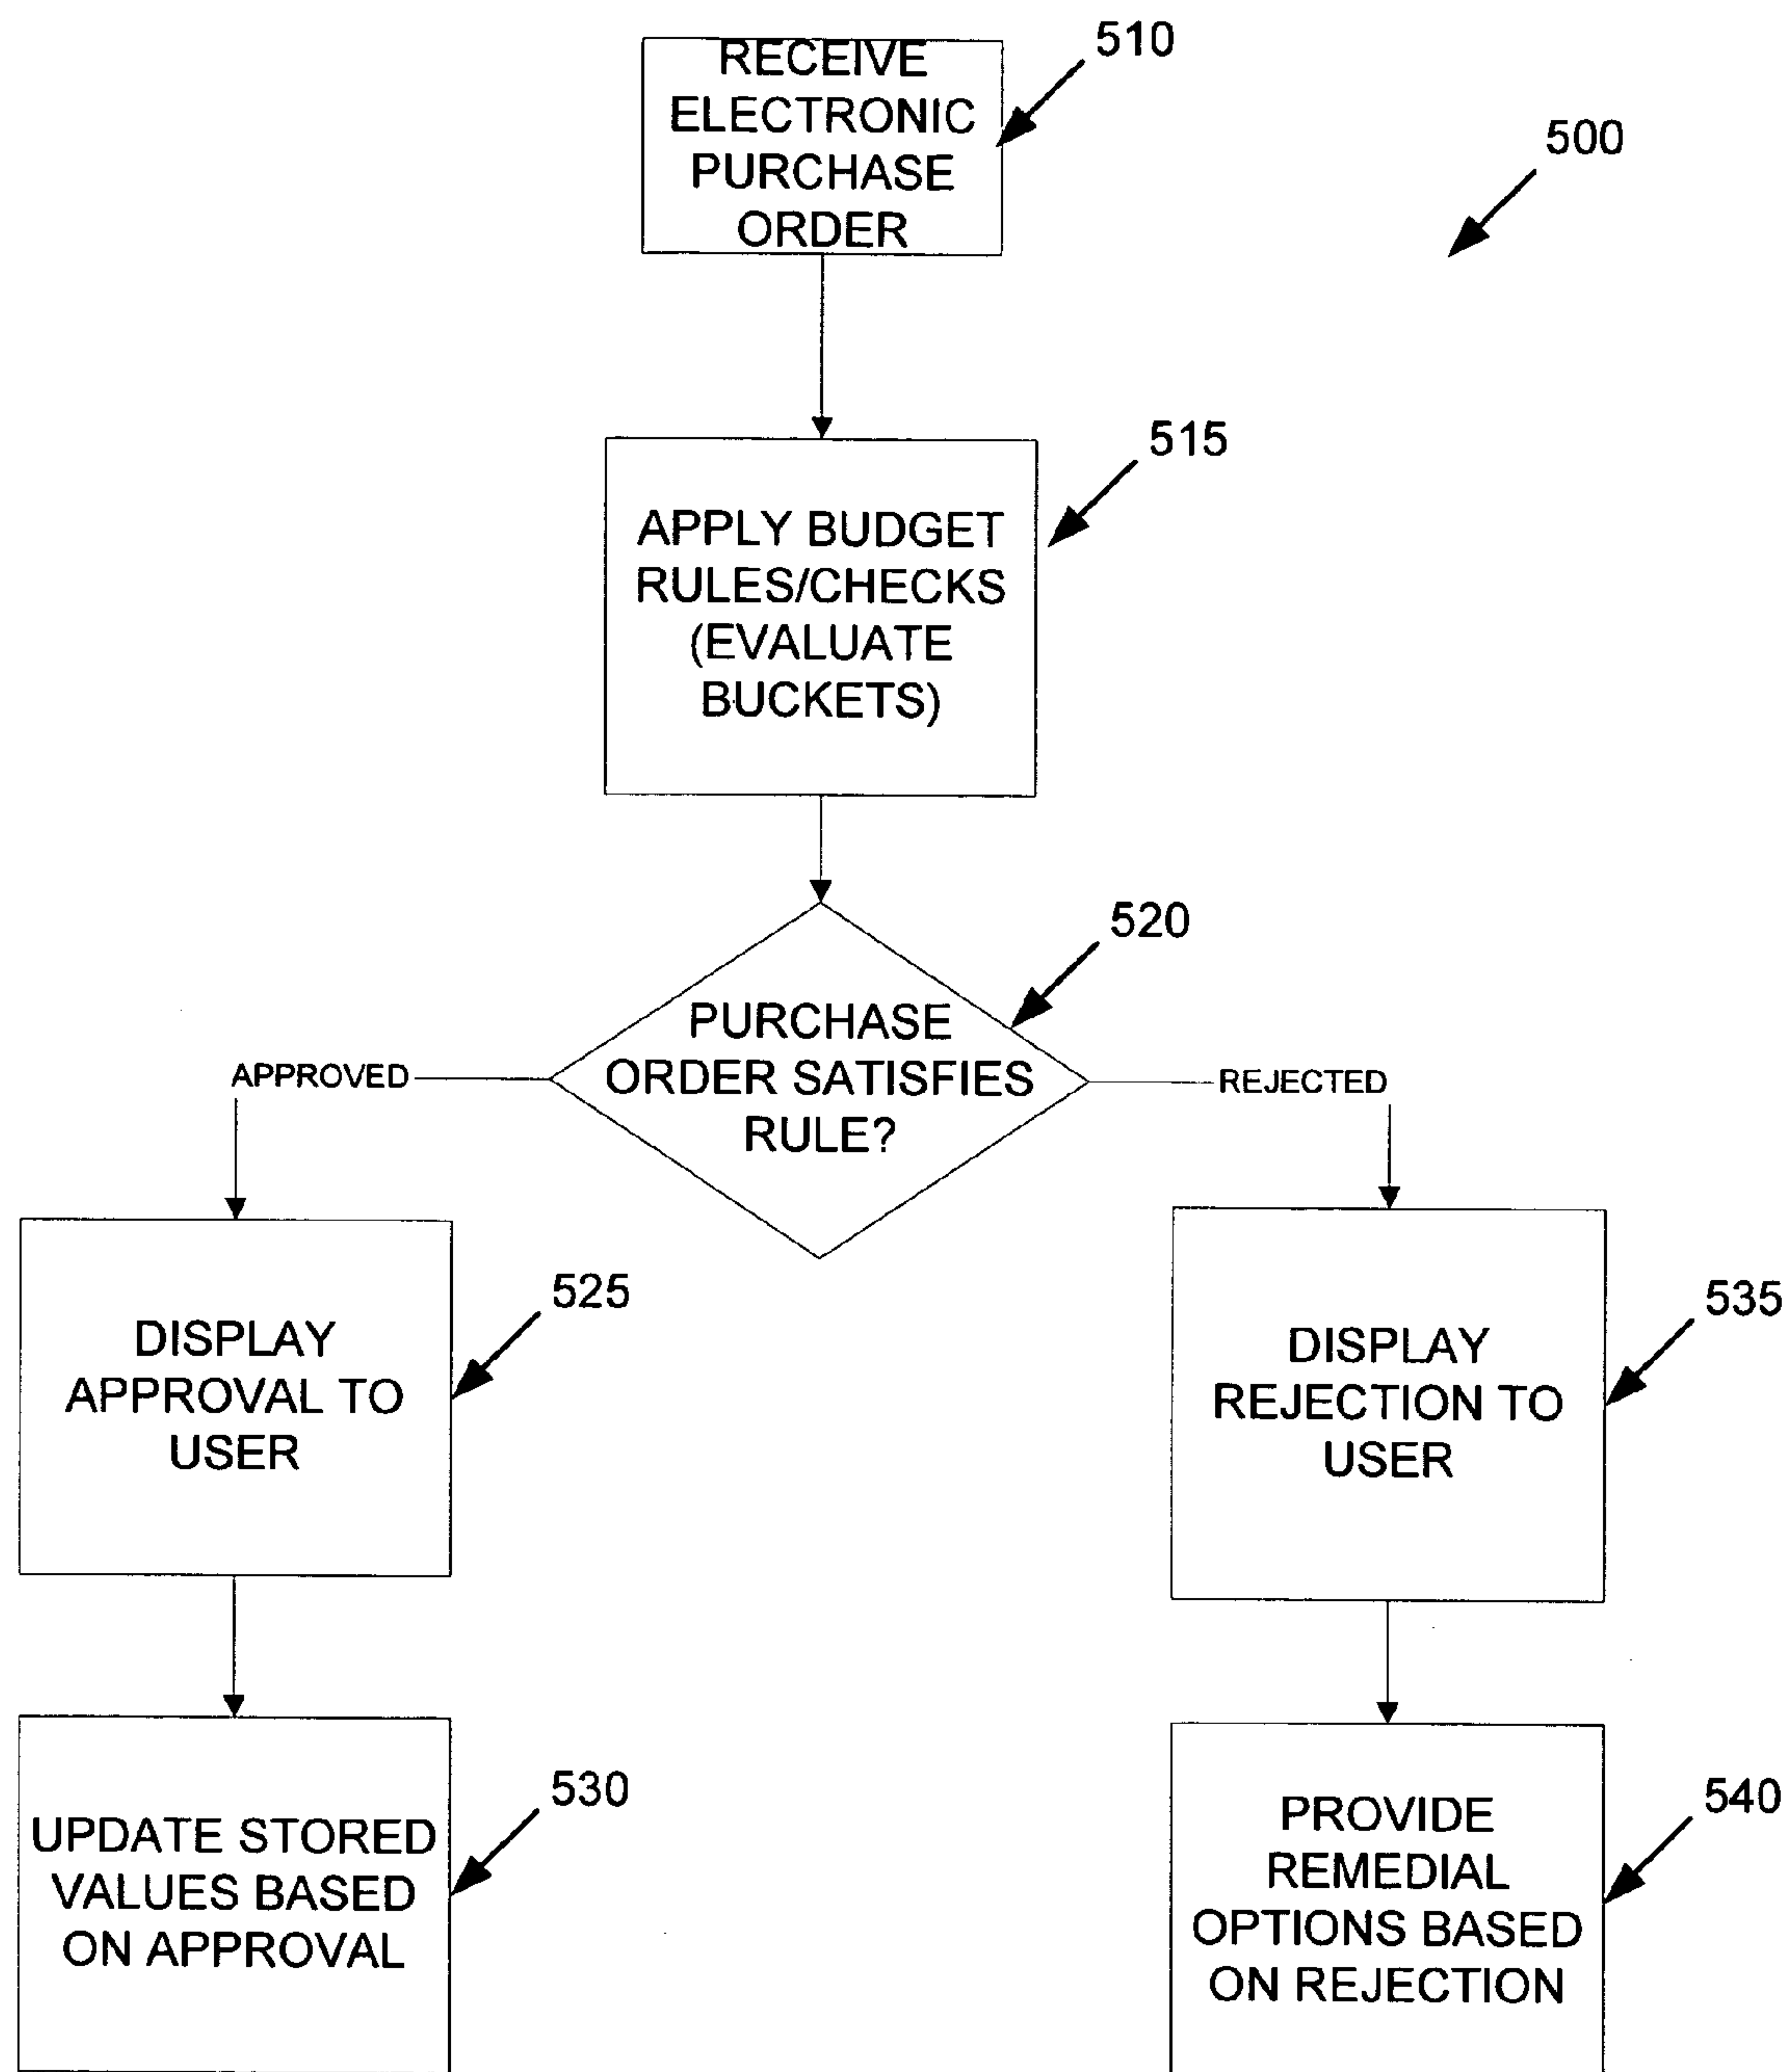 RECEIVE
ELECTRONIC
PURCHASE
ORDER
510
500
APPLY BUDGET
RULES/CHECKS
(EVALUATE
BUCKETS)
515
PURCHASE
ORDER SATISFIES
RULE?
520
APPROVED
REJECTED
DISPLAY
APPROVAL TO
USER
525
DISPLAY
REJECTION TO
USER
535
UPDATE STORED
VALUES BASED
ON APPROVAL
530
PROVIDE
REMEDIAL
OPTIONS BASED
ON REJECTION
540